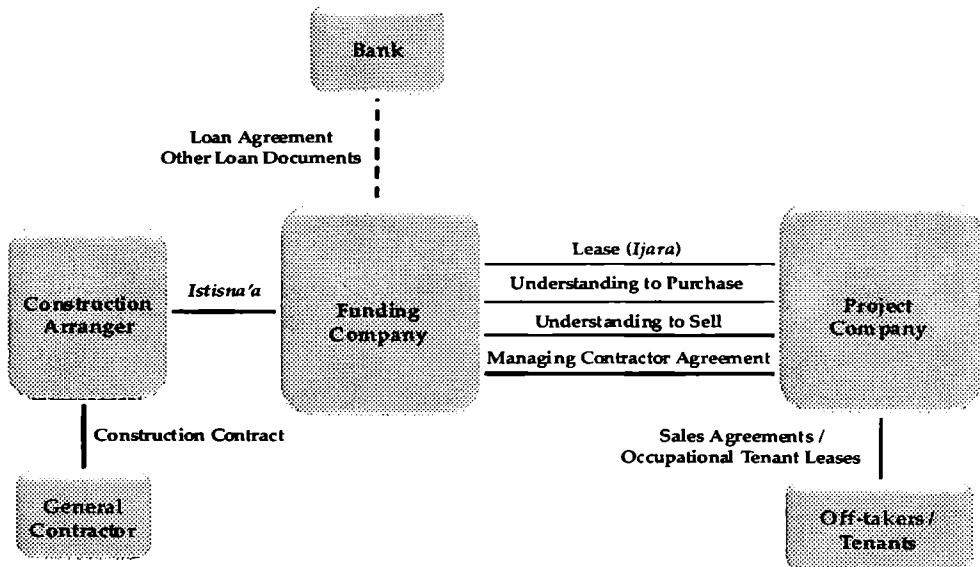 Bank
Loan Agreement
Other Loan Documents
Construction
Arranger
Istisna'a
Funding
Company
Lease (Ijara)
Understanding to Purchase
Understanding to Sell
Managing Contractor Agreement
Project
Company
Construction Contract
General
Contractor
Sales Agreements /
Occupational Tenant Leases
Off-takers /
Tenants